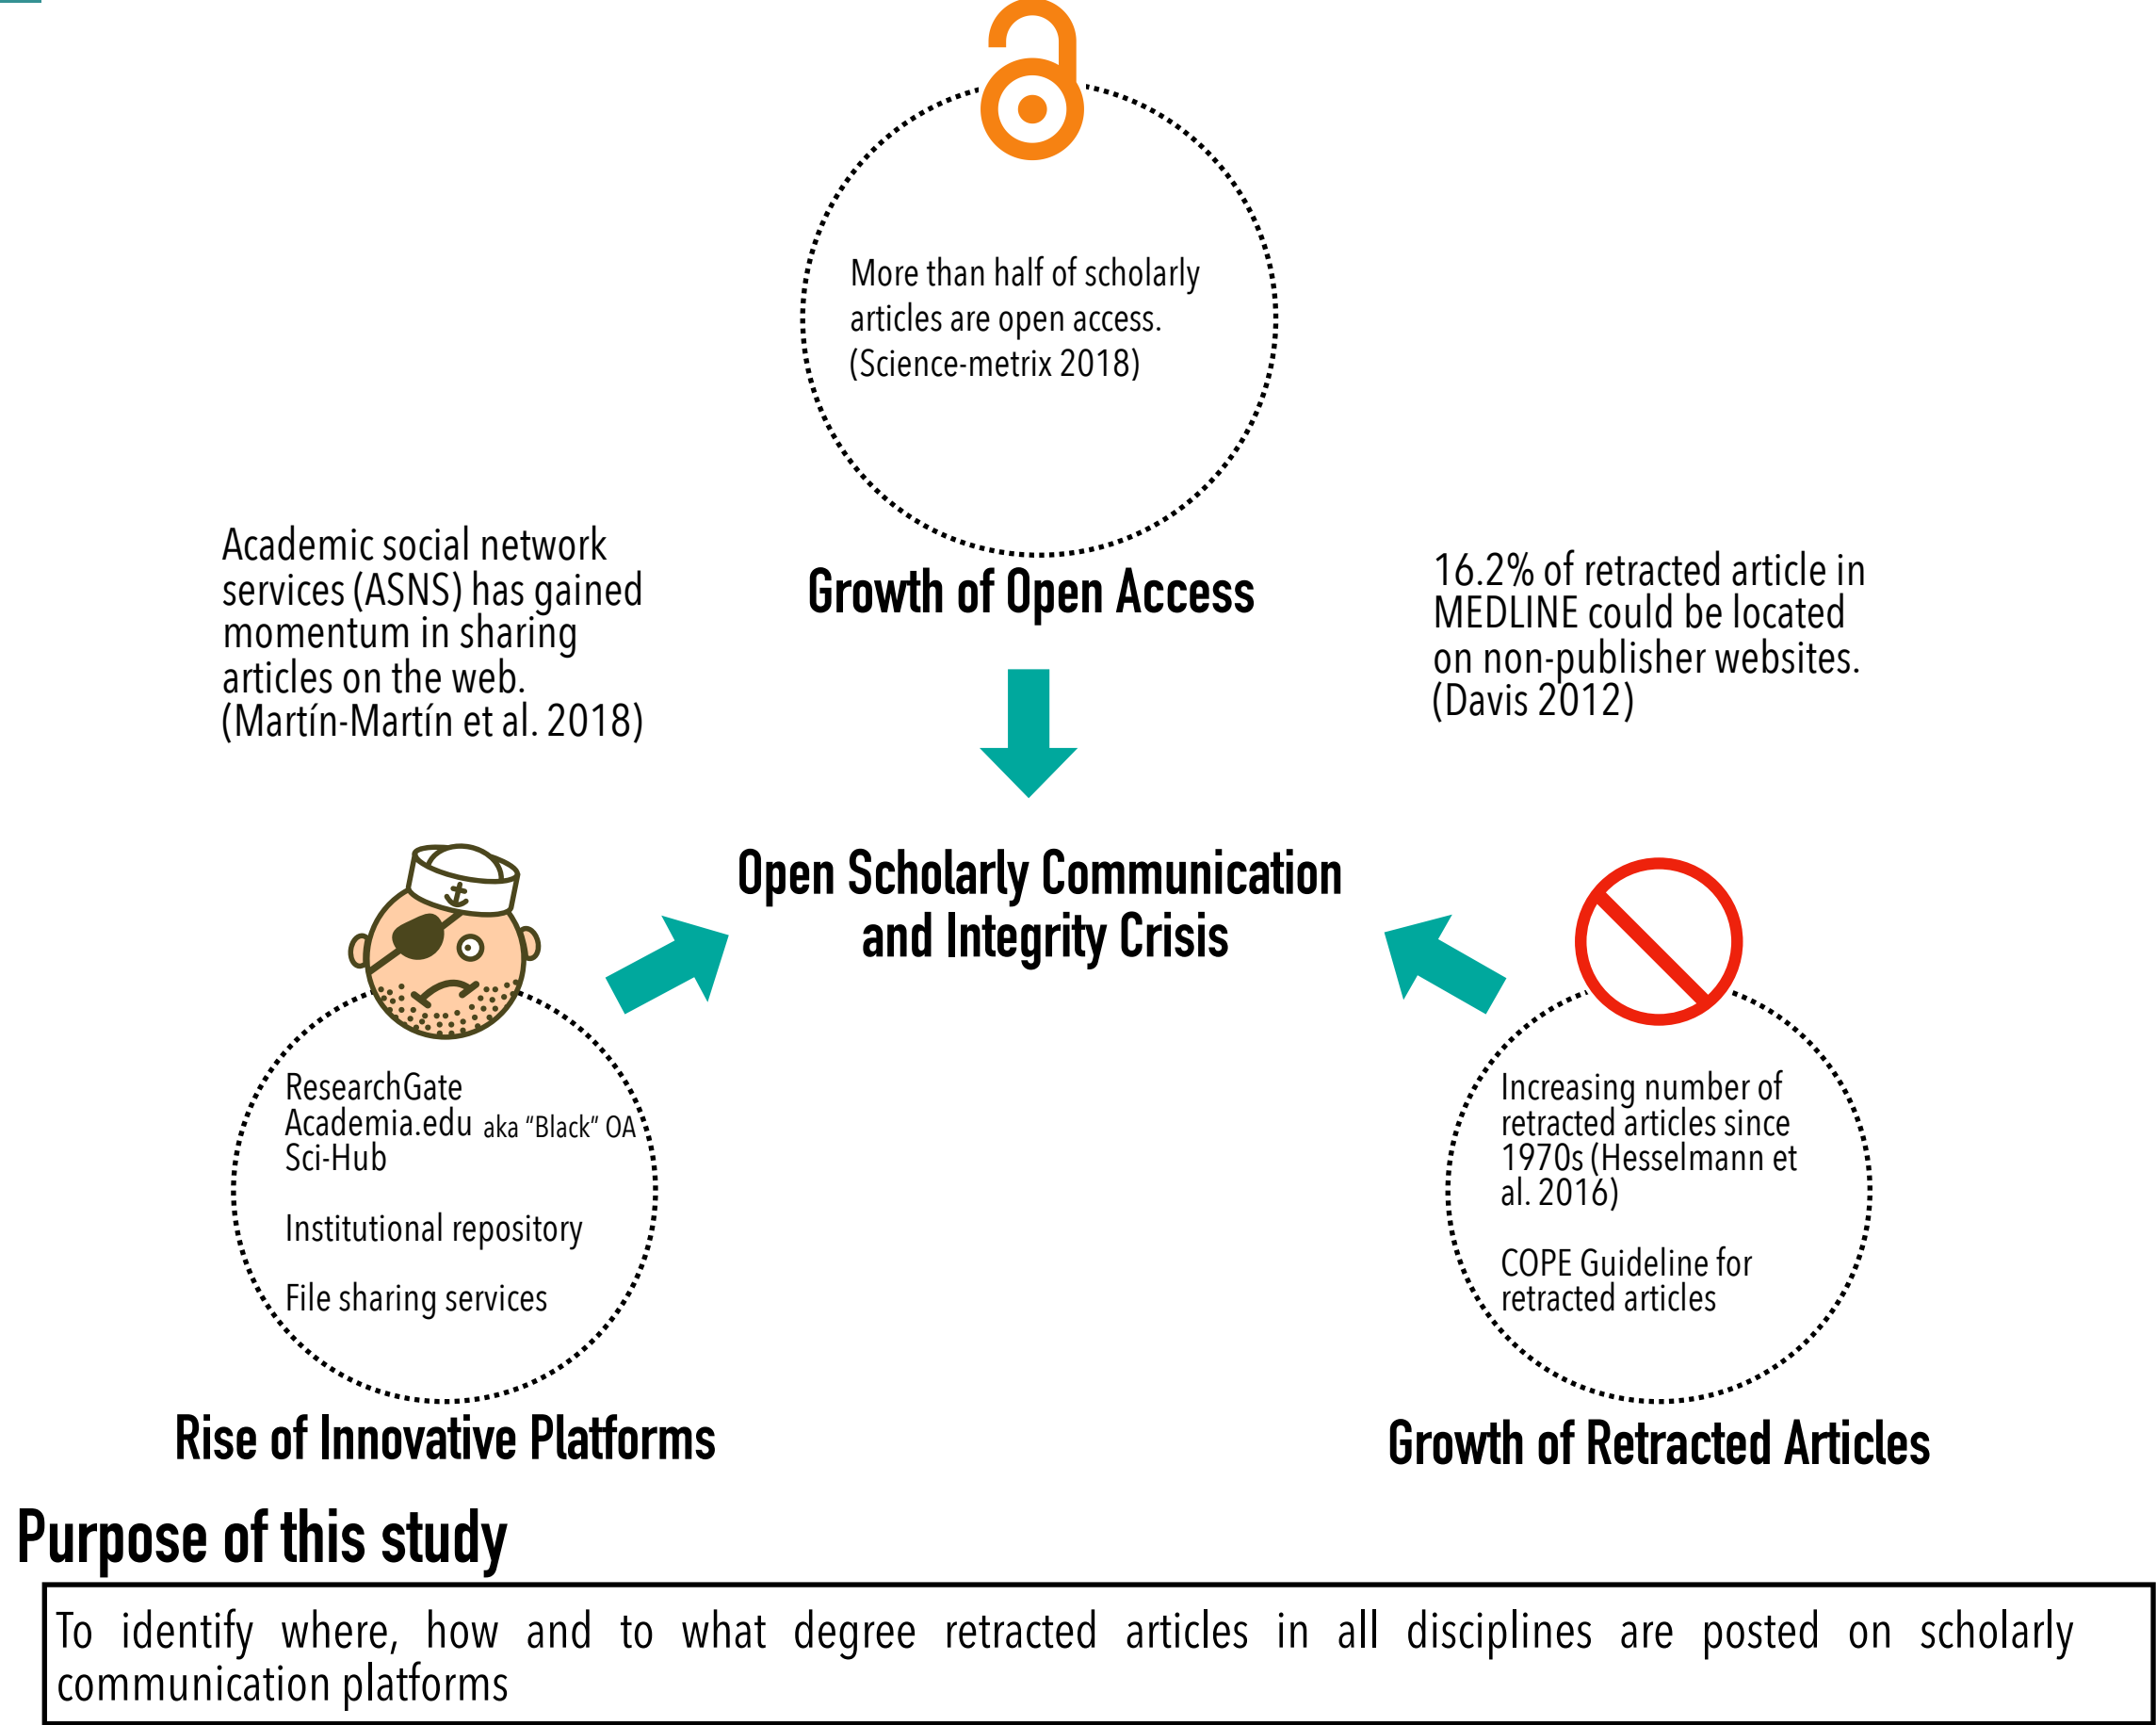 More than half of scholarly
articles are open access.
(Science-metrix 2018)
Growth of Open Access
Academic social network
services (ASNS) has gained
momentum in sharing
articles on the web.
(Martín-Martín et al. 2018)
16.2% of retracted article in
MEDLINE could be located
on non-publisher websites.
(Davis 2012)
Open Scholarly Communication
and Integrity Crisis
ResearchGate
Academia.edu aka "Black" OA
Sci-Hub
Institutional repository
File sharing services
Rise of Innovative Platforms
Increasing number of
retracted articles since
1970s (Hesselmann et
al. 2016)
COPE Guideline for
retracted articles
Growth of Retracted Articles
Purpose of this study
To identify where, how and to what degree retracted articles in all disciplines are posted on scholarly
communication platforms